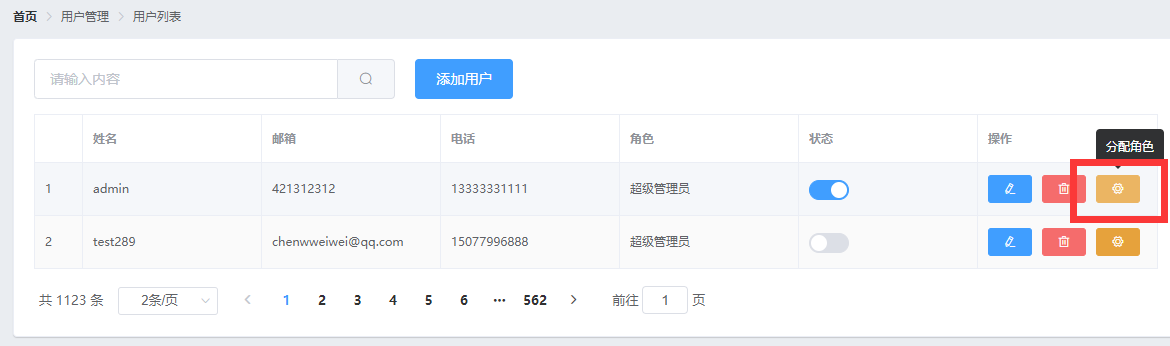 首页 > 用户管理 > 用户列表
请输入内容 添加用户
姓名 邮箱 电话 角色 状态 操作
分配角色
1 admin 421312312 13333331111 超级管理员
2 test289 chenwweiwei@qq.com 15077996888 超级管理员
共 1123 条 2条/页 < 1 2 3 4 5 6 ••• 562 > 前往 1 页